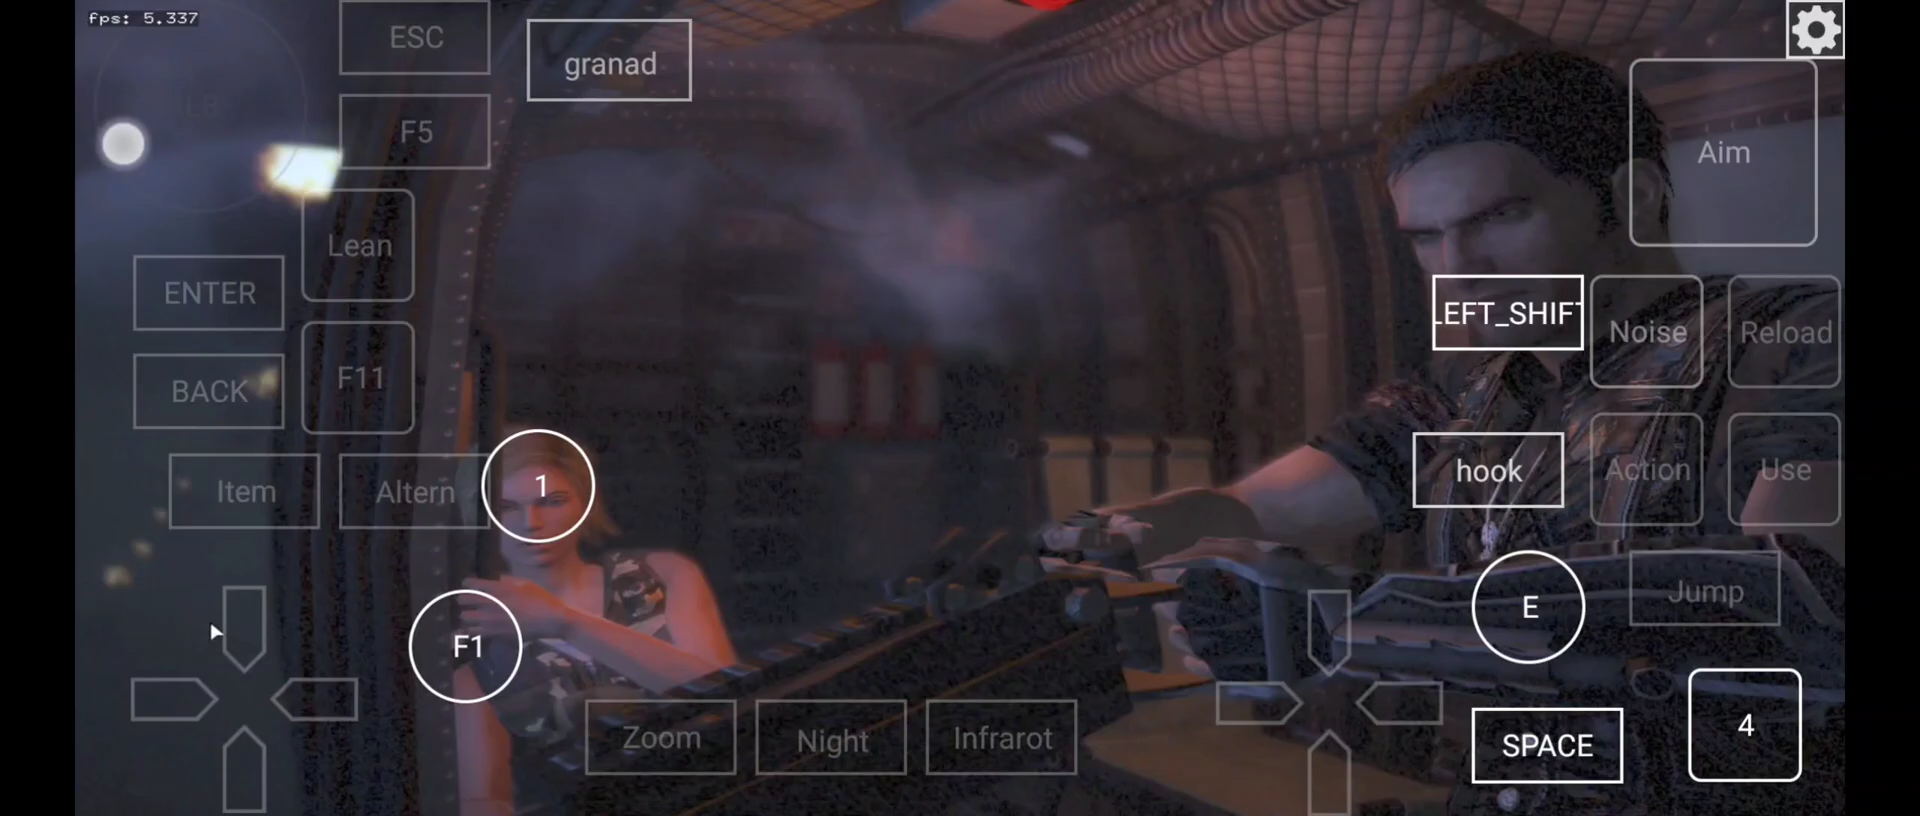 fps: 5.337
ESC
granad
LB
F5
Aim
Lean
ENTER
LEFT_SHIFT
Noise
Reload
BACK
F11
Item
Altern
1
hook
Action
Use
F1
E
Jump
Zoom
Night
Infrarot
SPACE
4